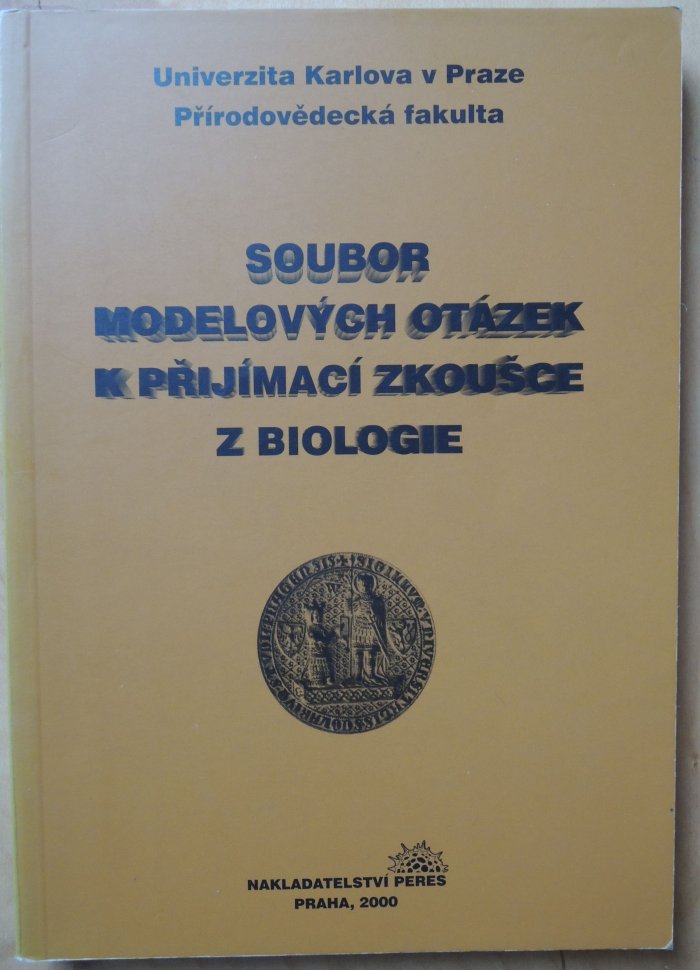 Univerzita Karlova v Praze
Přírodovědecká fakulta
SOUBOR
MODELOVÝCH OTÁZEK
K PŘIJÍMACÍ ZKOUŠCE
Z BIOLOGIE
NAKLADATELSTVÍ PERES
PRAHA, 2000